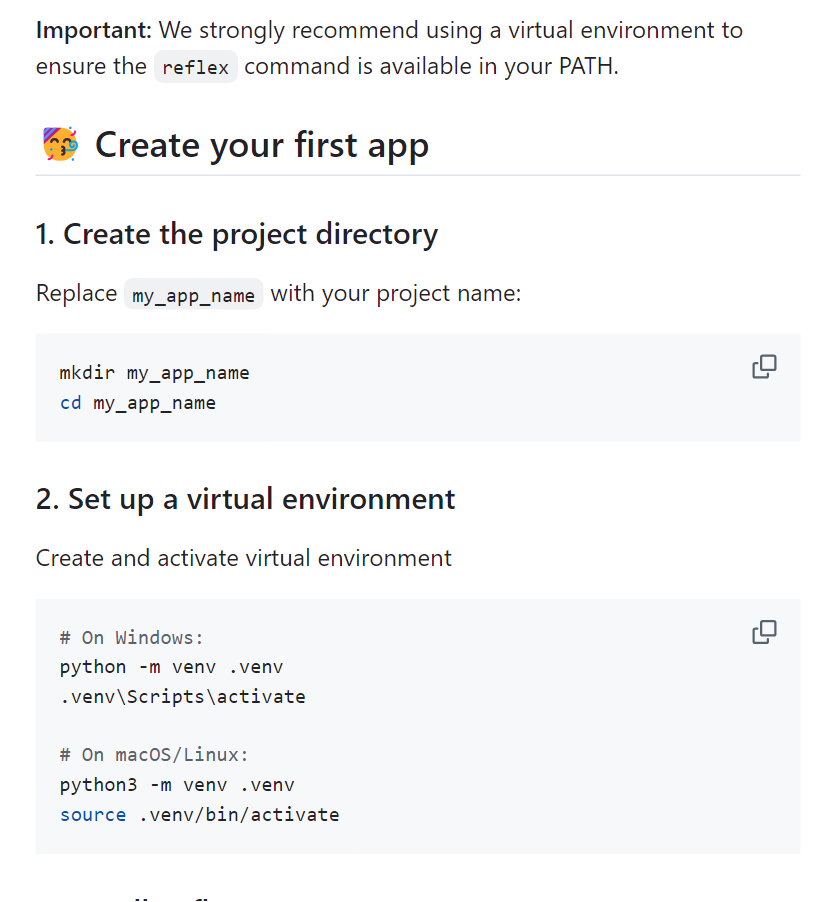 Important: We strongly recommend using a virtual environment to
ensure the reflex command is available in your PATH.
🥳 Create your first app
1. Create the project directory
Replace my_app_name with your project name:
mkdir my_app_name
cd my_app_name
2. Set up a virtual environment
Create and activate virtual environment
# On Windows:
python -m venv .venv
.venv\Scripts\activate
# On macOS/Linux:
python3 -m venv .venv
source .venv/bin/activate